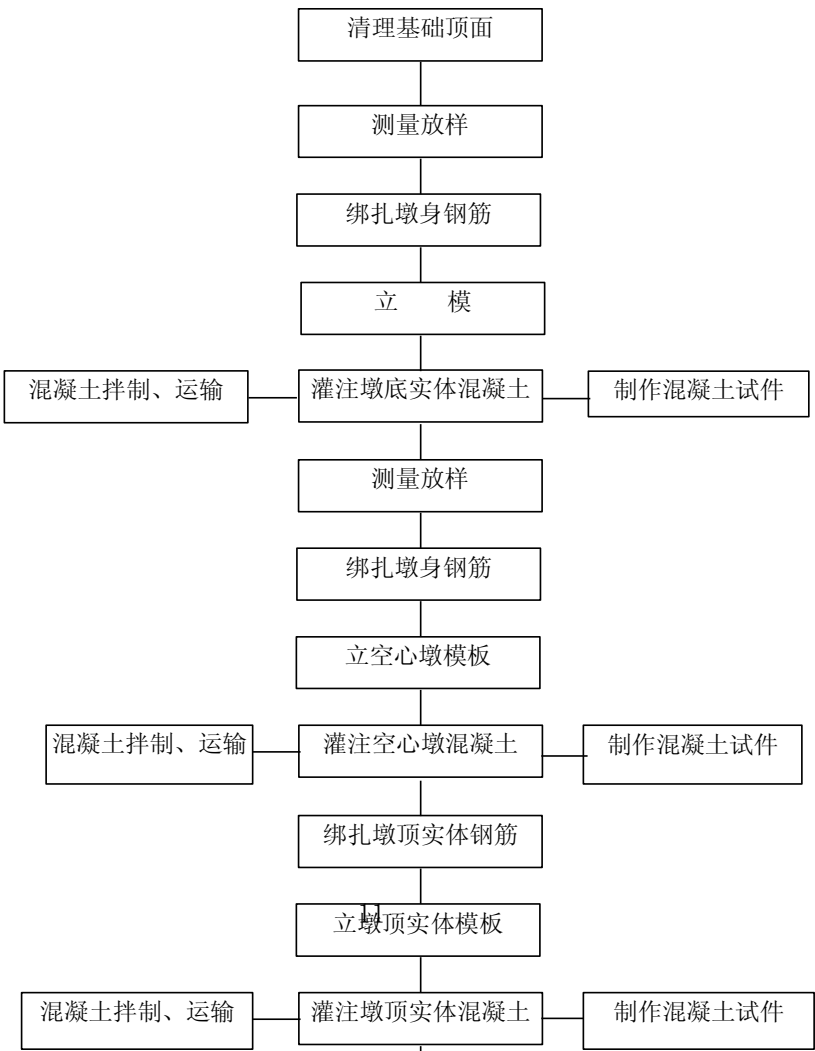 清理基础顶面
测量放样
绑扎墩身钢筋
立 模
混凝土拌制、运输 灌注墩底实体混凝土 制作混凝土试件
测量放样
绑扎墩身钢筋
立空心墩模板
混凝土拌制、运输 灌注空心墩混凝土 制作混凝土试件
绑扎墩顶实体钢筋
11
立墩顶实体模板
混凝土拌制、运输 灌注墩顶实体混凝土 制作混凝土试件